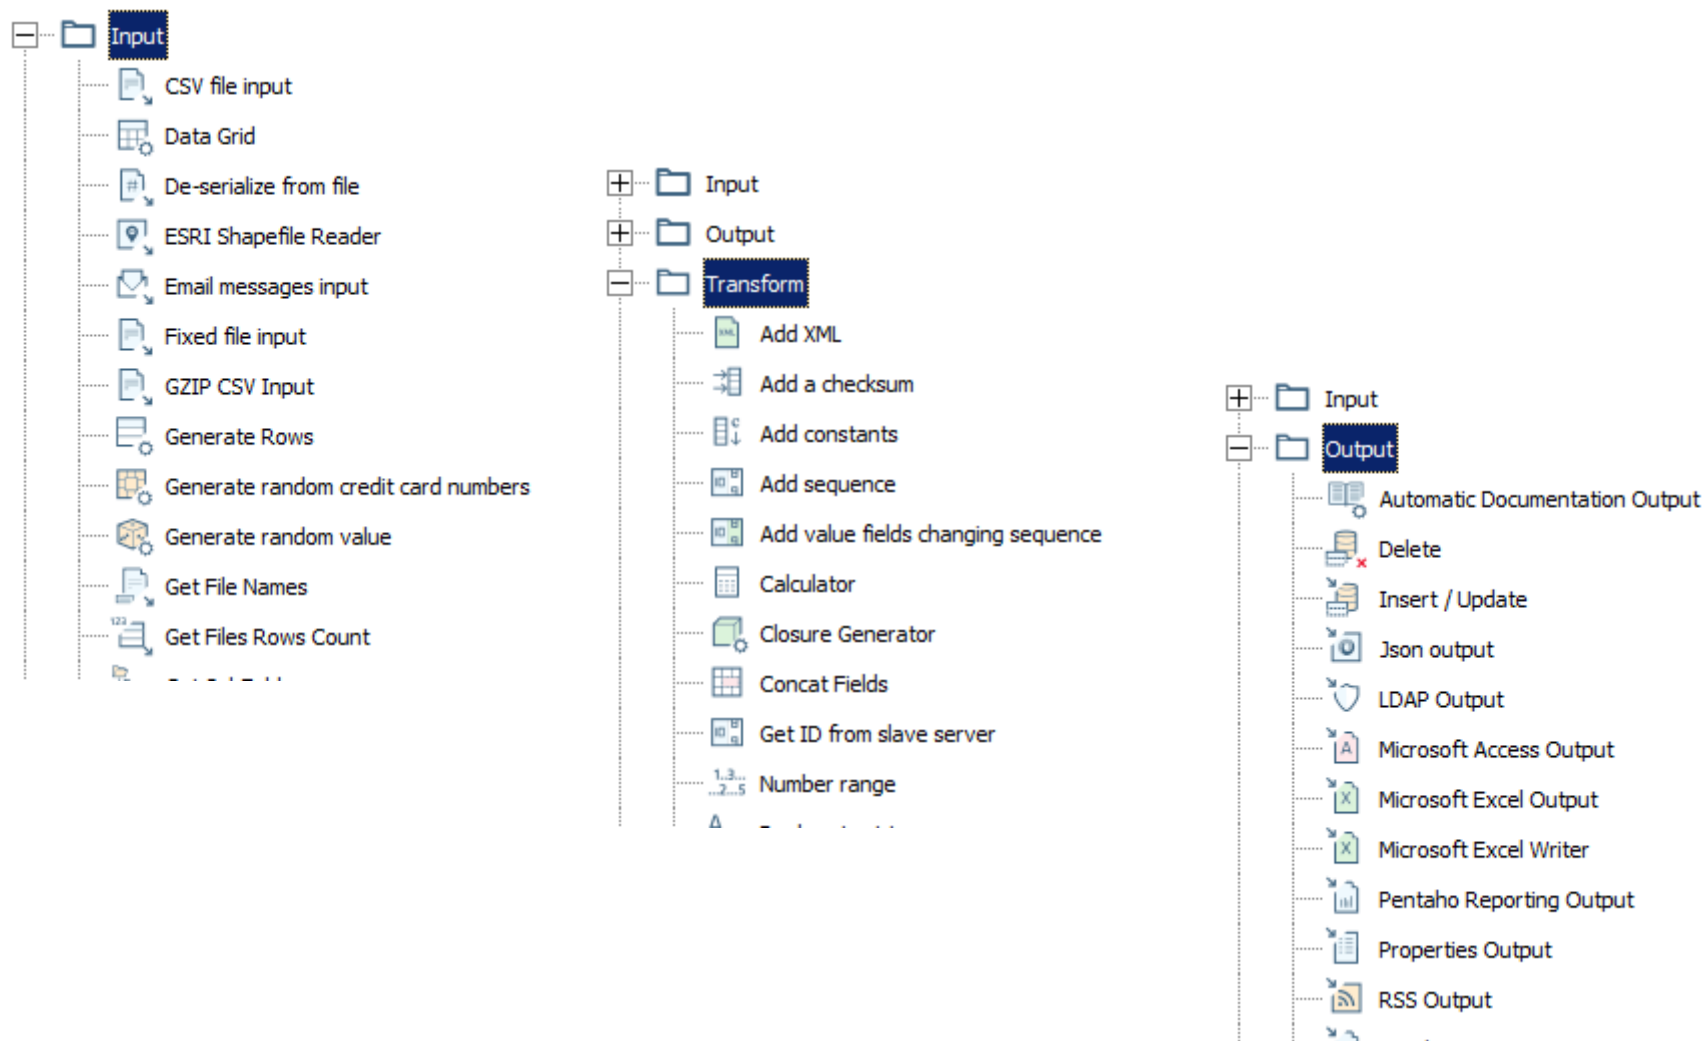 Input
CSV file input
Data Grid
De-serialize from file
ESRI Shapefile Reader
Email messages input
Fixed file input
GZIP CSV Input
Generate Rows
Generate random credit card numbers
Generate random value
Get File Names
Get Files Rows Count
Input
Output
Transform
Add XML
Add a checksum
Add constants
Add sequence
Add value fields changing sequence
Calculator
Closure Generator
Concat Fields
Get ID from slave server
Number range
Input
Output
Automatic Documentation Output
Delete
Insert / Update
Json output
LDAP Output
Microsoft Access Output
Microsoft Excel Output
Microsoft Excel Writer
Pentaho Reporting Output
Properties Output
RSS Output